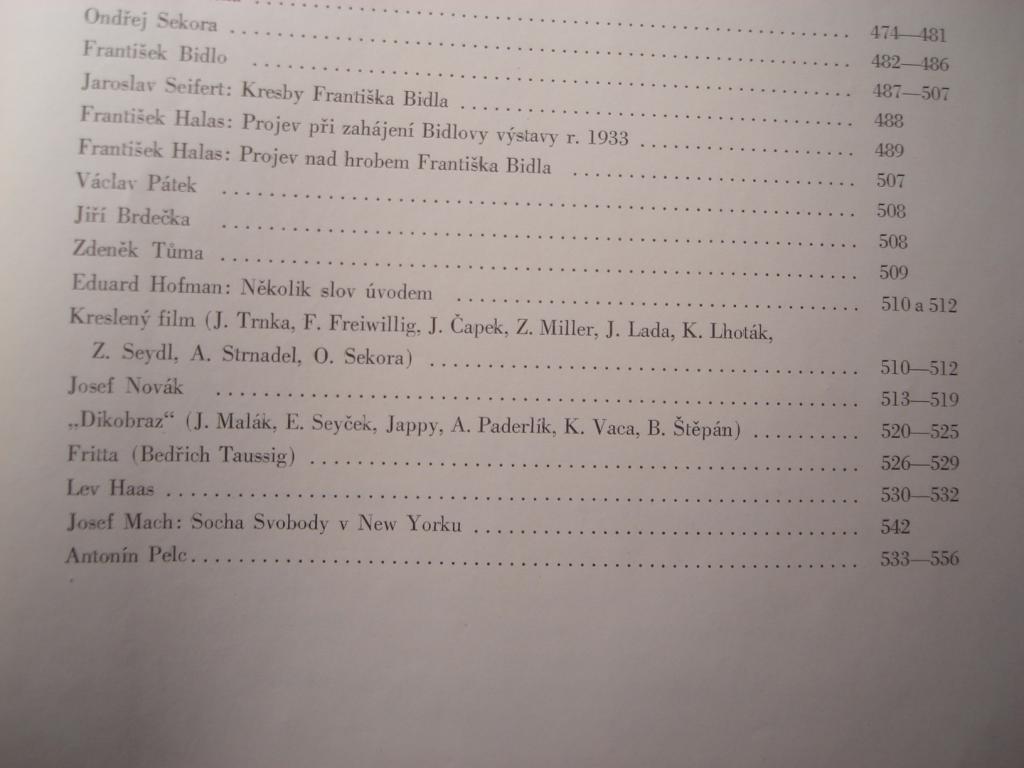 474—481
Ondřej Sekora 482—486
František Bidlo 487—507
Jaroslav Seifert: Kresby Františka Bidla 488
František Halas: Projev při zahájení Bidlovy výstavy r. 1933 489
František Halas: Projev nad hrobem Františka Bidla 507
Václav Pátek 508
Jiří Brdečka 508
Zdeněk Tůma 509
Eduard Hofman: Několik slov úvodem 510 a 512
Kreslený film (J. Trnka, F. Freiwillig, J. Čapek, Z. Miller, J. Lada, K. Lhoták,
Z. Seydl, A. Strnadel, O. Sekora) 510—512
Josef Novák 513—519
„Dikobraz“ (J. Malák, E. Seyček, Jappy, A. Paderlík, K. Vaca, B. Štěpán) 520—525
Fritta (Bedřich Taussig) 526—529
Lev Haas 530—532
Josef Mach: Socha Svobody v New Yorku 542
Antonín Pelc 533—556